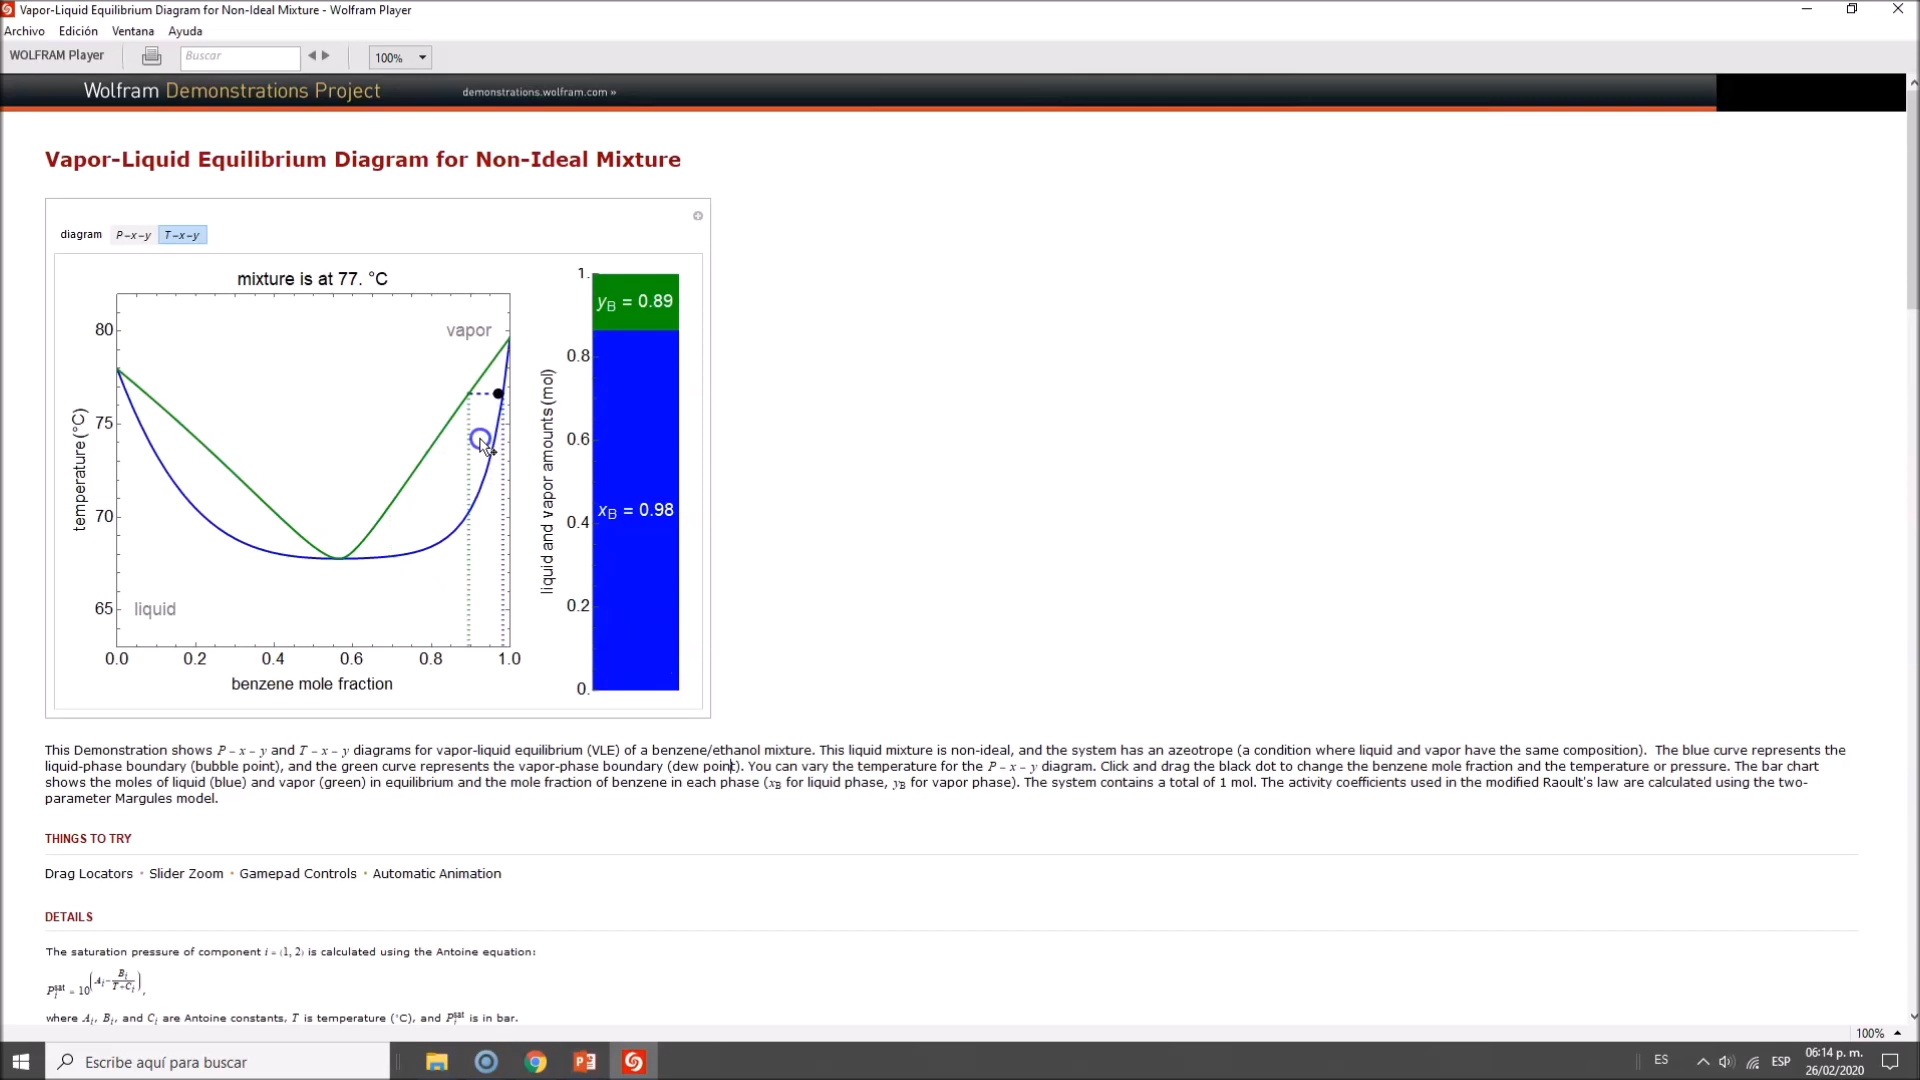 Vapor-Liquid Equilibrium Diagram for Non-Ideal Mixture - Wolfram Player
Archivo Edición Ventana Ayuda
WOLFRAM Player Buscar 100%
Wolfram Demonstrations Project demonstrations.wolfram.com »
Vapor-Liquid Equilibrium Diagram for Non-Ideal Mixture
diagram P-x-y T-x-y
mixture is at 77. °C
vapor
liquid
temperature (°C)
80
75
70
65
0.0 0.2 0.4 0.6 0.8 1.0
benzene mole fraction
liquid and vapor amounts (mol)
1.
0.8
0.6
0.4
0.2
0.
yB = 0.89
xB = 0.98
This Demonstration shows P - x - y and T - x - y diagrams for vapor-liquid equilibrium (VLE) of a benzene/ethanol mixture. This liquid mixture is non-ideal, and the system has an azeotrope (a condition where liquid and vapor have the same composition). The blue curve represents the
liquid-phase boundary (bubble point), and the green curve represents the vapor-phase boundary (dew point). You can vary the temperature for the P - x - y diagram. Click and drag the black dot to change the benzene mole fraction and the temperature or pressure. The bar chart
shows the moles of liquid (blue) and vapor (green) in equilibrium and the mole fraction of benzene in each phase (xB for liquid phase, yB for vapor phase). The system contains a total of 1 mol. The activity coefficients used in the modified Raoult's law are calculated using the two-
parameter Margules model.
THINGS TO TRY
Drag Locators • Slider Zoom • Gamepad Controls • Automatic Animation
DETAILS
The saturation pressure of component i = (1, 2) is calculated using the Antoine equation:
P_i^sat = 10^(A_i - B_i/(T+C_i)),
where A_i, B_i, and C_i are Antoine constants, T is temperature (°C), and P_i^sat is in bar.
100%
Escribe aquí para buscar
ES ESP
06:14 p. m.
26/02/2020